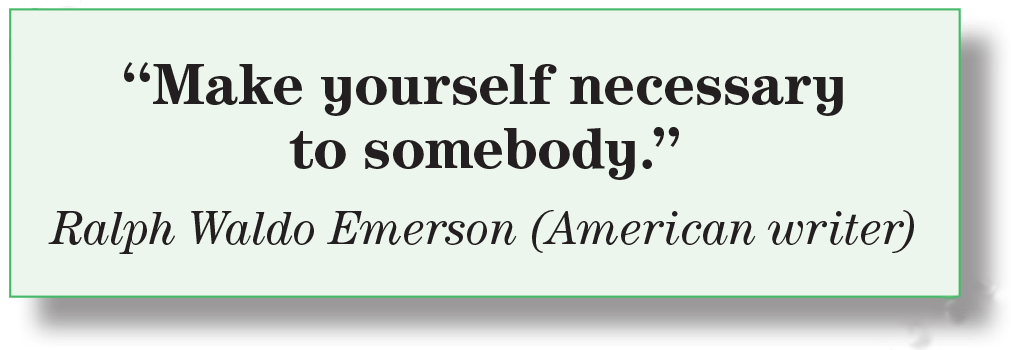 “Make yourself necessary
to somebody.”
Ralph Waldo Emerson (American writer)